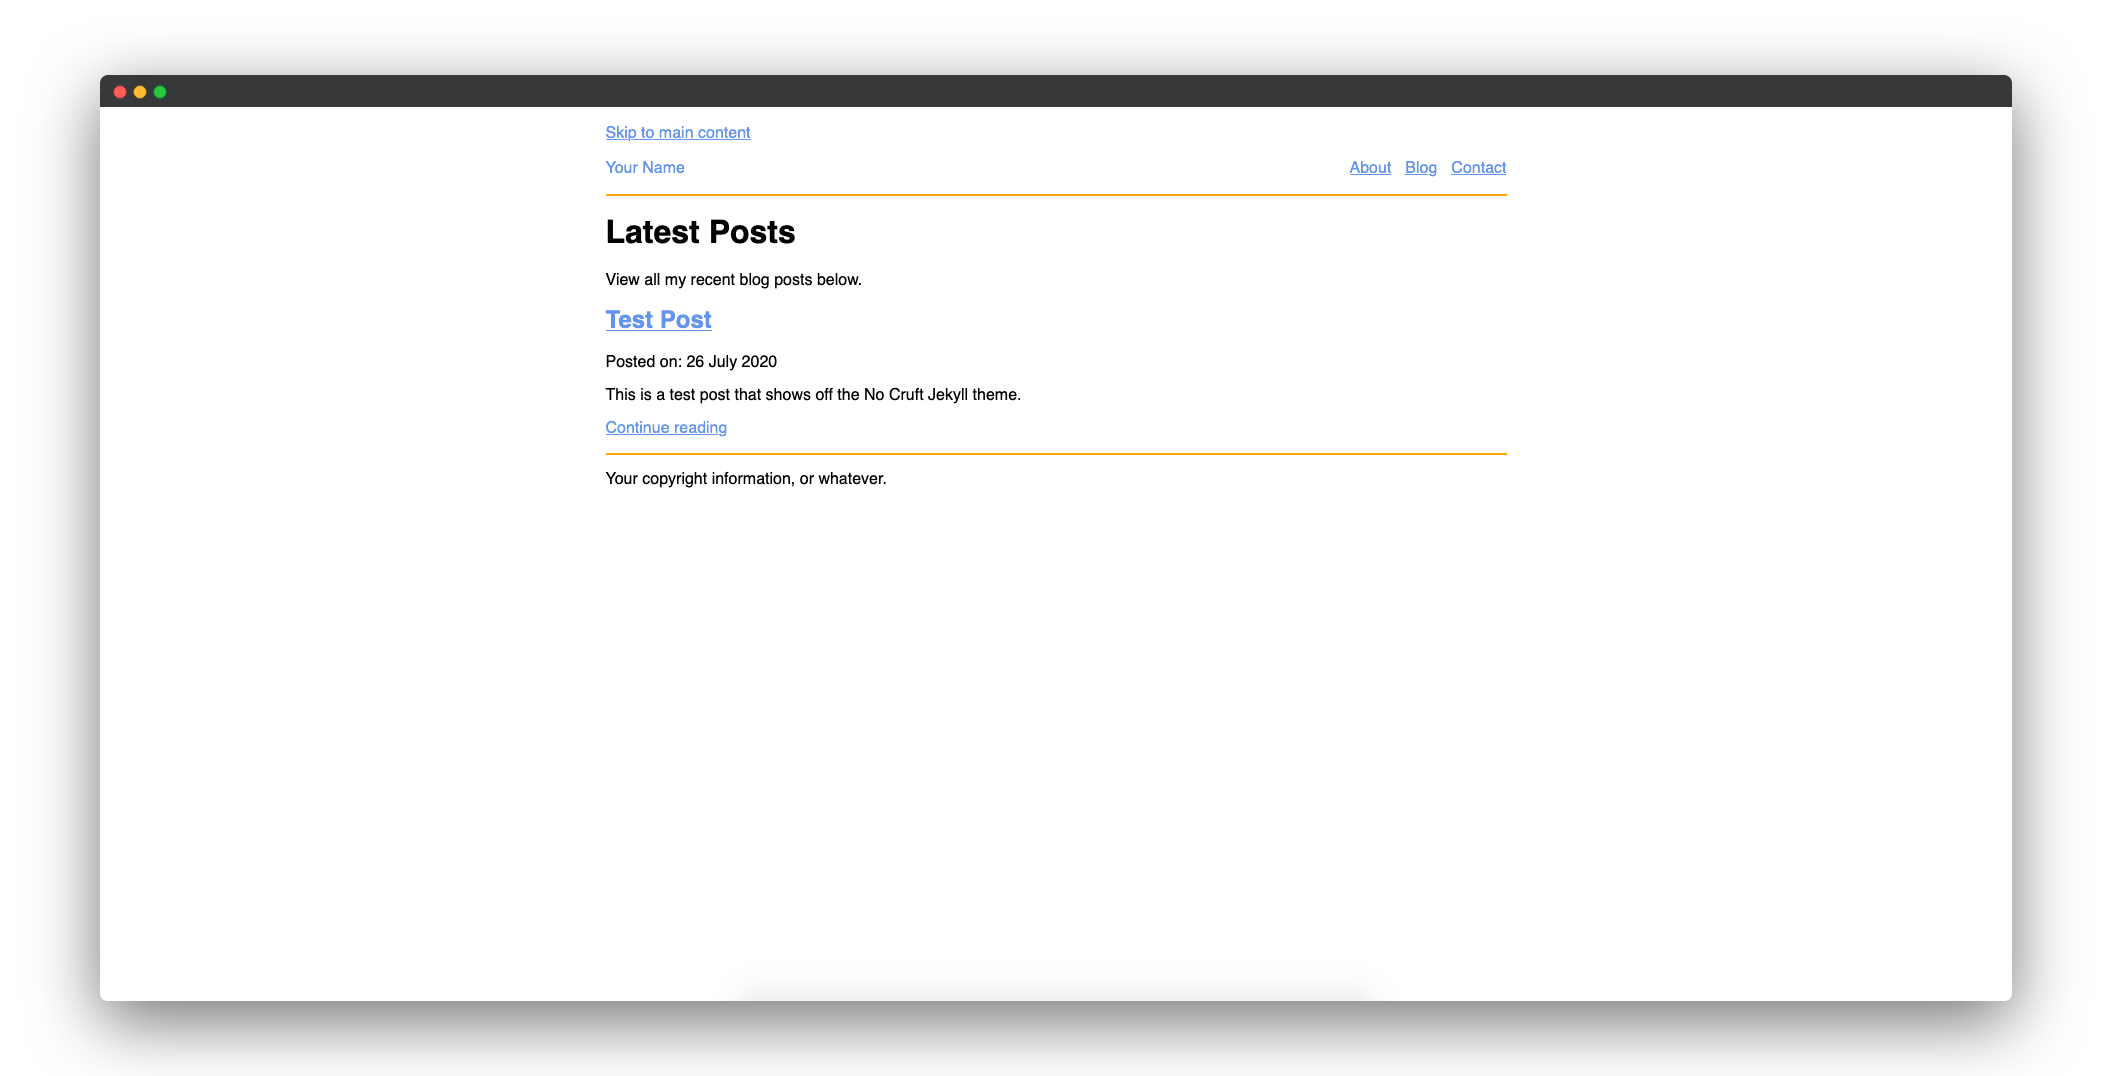 Skip to main content
Your Name About Blog Contact
Latest Posts
View all my recent blog posts below.
Test Post
Posted on: 26 July 2020
This is a test post that shows off the No Cruft Jekyll theme.
Continue reading
Your copyright information, or whatever.